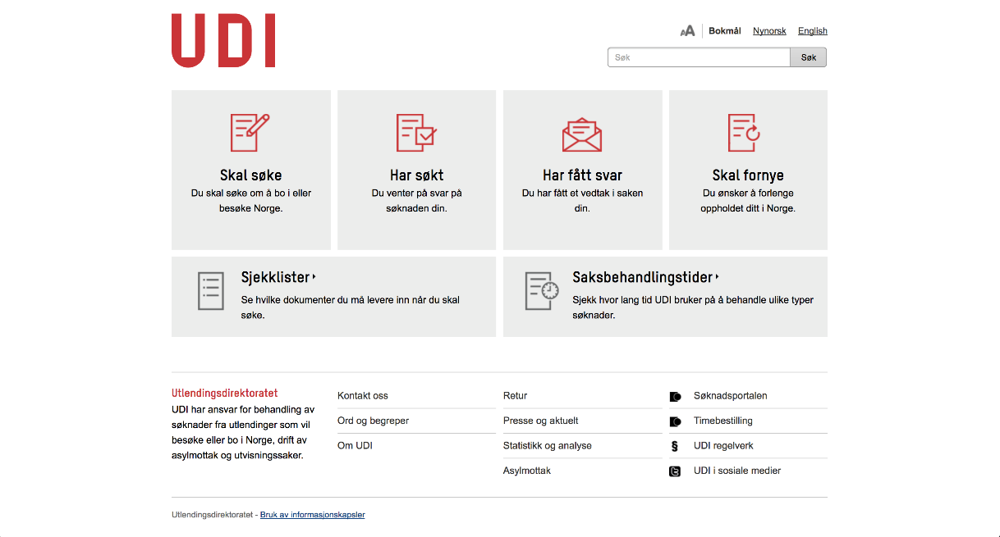 UDI
AA
Bokmål Nynorsk English
Søk Søk
Skal søke
Du skal søke om å bo i eller
besøke Norge.
Har søkt
Du venter på svar på
søknaden din.
Har fått svar
Du har fått et vedtak i saken
din.
Skal fornye
Du ønsker å forlenge
oppholdet ditt i Norge.
Sjekklister
Se hvilke dokumenter du må levere inn når du skal
søke.
Saksbehandlingstider
Sjekk hvor lang tid UDI bruker på å behandle ulike typer
søknader.
Utlendingsdirektoratet
UDI har ansvar for behandling av
søknader fra utlendinger som vil
besøke eller bo i Norge, drift av
asylmottak og utvisningssaker.
Kontakt oss
Ord og begreper
Om UDI
Retur
Presse og aktuelt
Statistikk og analyse
Asylmottak
Søknadsportalen
Timebestilling
§ UDI regelverk
UDI i sosiale medier
Utlendingsdirektoratet - Bruk av informasjonskapsler